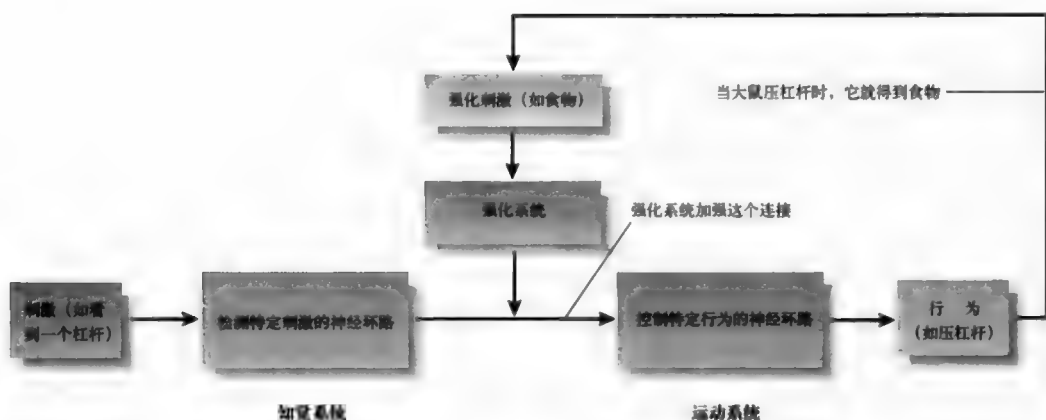 强化刺激（如食物）
当大鼠压杠杆时，它就得到食物
强化系统
强化系统加强这个连接
刺激（如看
到一个杠杆）
检测特定刺激的神经环路
控制特定行为的神经环路
行　为
（如压杠杆）
知觉系统
运动系统